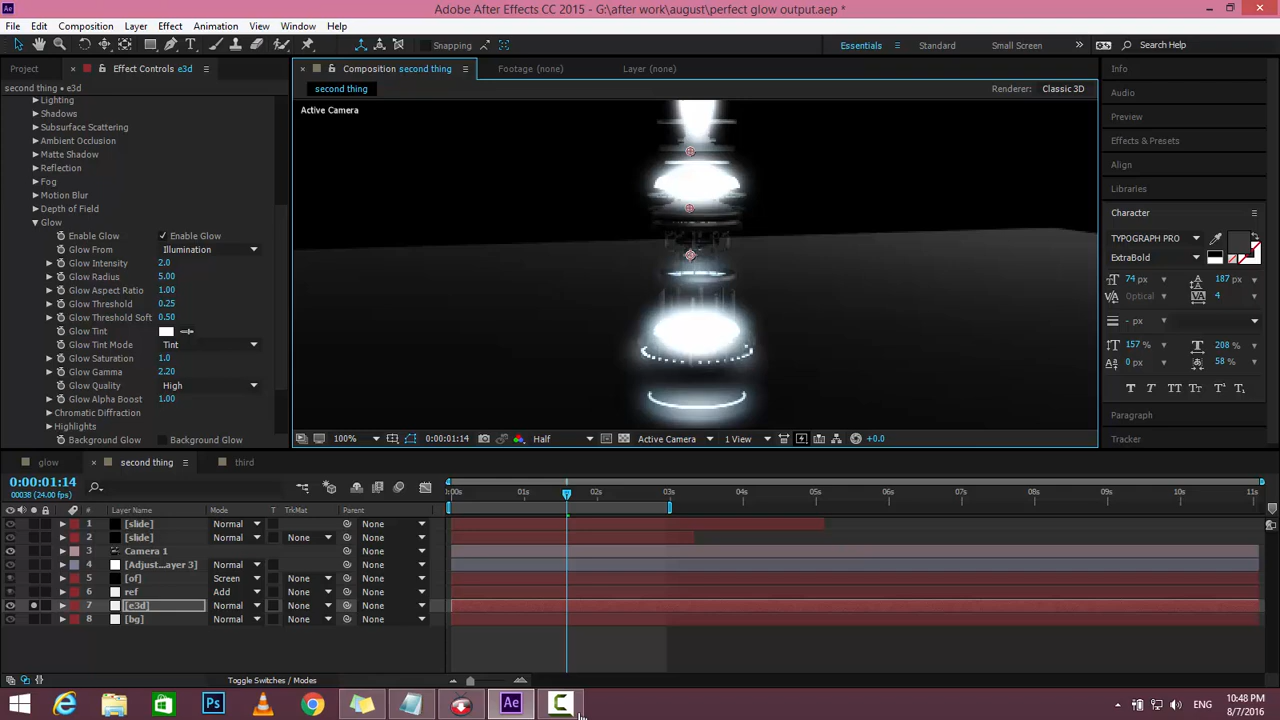 Adobe After Effects CC 2015 - G:\after work\august\perfect glow output.aep *
File Edit Composition Layer Effect Animation View Window Help
Snapping
Essentials Standard Small Screen Search Help
Project Effect Controls e3d
Composition second thing Footage (none) Layer (none)
second thing • e3d
second thing
Renderer: Classic 3D
Active Camera
Lighting
Shadows
Subsurface Scattering
Ambient Occlusion
Matte Shadow
Reflection
Fog
Motion Blur
Depth of Field
Glow
Enable Glow Enable Glow
Glow From Illumination
Glow Intensity 2.0
Glow Radius 5.00
Glow Aspect Ratio 1.00
Glow Threshold 0.25
Glow Threshold Soft 0.50
Glow Tint
Glow Tint Mode Tint
Glow Saturation 1.0
Glow Gamma 2.20
Glow Quality High
Glow Alpha Boost 1.00
Chromatic Diffraction
Highlights
Background Glow Background Glow
100% 0:00:01:14 Half Active Camera 1 View +0.0
Info
Audio
Preview
Effects & Presets
Align
Libraries
Character
TYPOGRAPH PRO
ExtraBold
74 px 187 px
Optical 4
- px
157 % 208 %
0 px 58 %
T T TT Tr T¹ T₁
Paragraph
Tracker
glow second thing third
0:00:01:14
00038 (24.00 fps)
# Layer Name Mode T TrkMat Parent
0:00s 01s 02s 03s 04s 05s 06s 07s 08s 09s 10s 11s
1 [slide] Normal None
2 [slide] Normal None None
3 Camera 1 None
4 [Adjust...ayer 3] Normal None None
5 [of] Screen None None
6 ref Add None None
7 [e3d] Normal None None
8 [bg] Normal None None
Toggle Switches / Modes
Ps
Ae
ENG
10:48 PM
8/7/2016